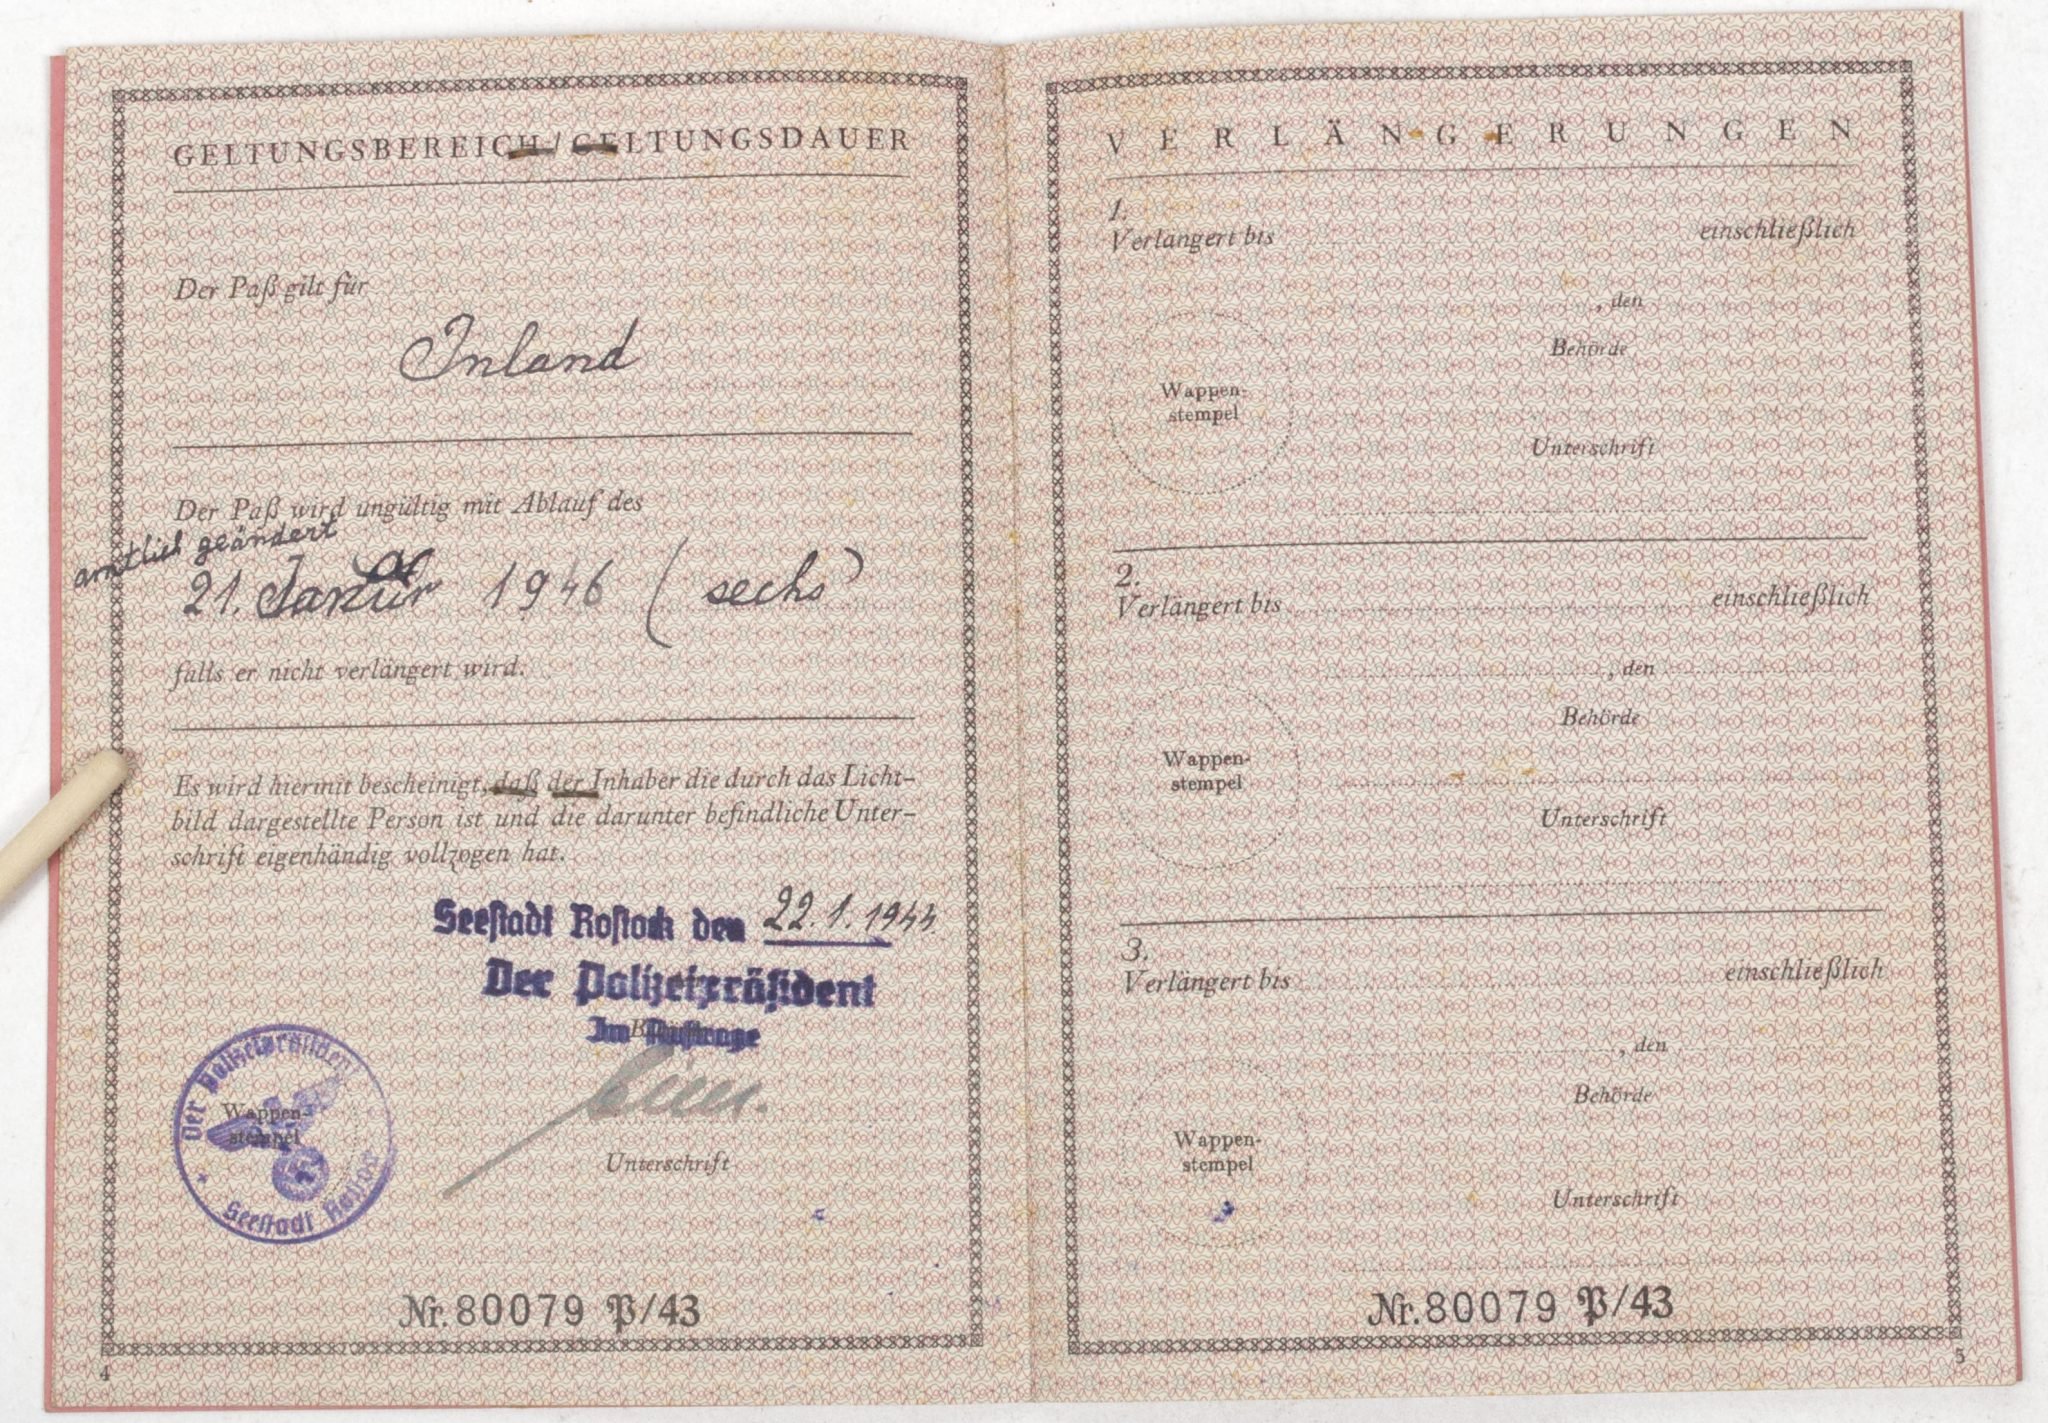 GELTUNGSBEREICH / GELTUNGSDAUER
Der Paß gilt für
Inland
Der Paß wird ungültig mit Ablauf des
amtlich geändert
21. Januar 1946 (sechs)
falls er nicht verlängert wird.
Es wird hiermit bescheinigt, daß der Inhaber die durch das Licht-
bild dargestellte Person ist und die darunter befindliche Unter-
schrift eigenhändig vollzogen hat.
Seestadt Rostock den 22.1.1944
Der Polizeipräsident
Im Auftrage
Der Polizeipräsident
Wappen-
stempel
Seestadt Rostock
Unterschrift
Nr. 80079 P/43
4
VERLÄNGERUNGEN
1.
Verlängert bis einschließlich
, den
Behörde
Wappen-
stempel
Unterschrift
2.
Verlängert bis einschließlich
, den
Behörde
Wappen-
stempel
Unterschrift
3.
Verlängert bis einschließlich
, den
Behörde
Wappen-
stempel
Unterschrift
Nr. 80079 P/43
5